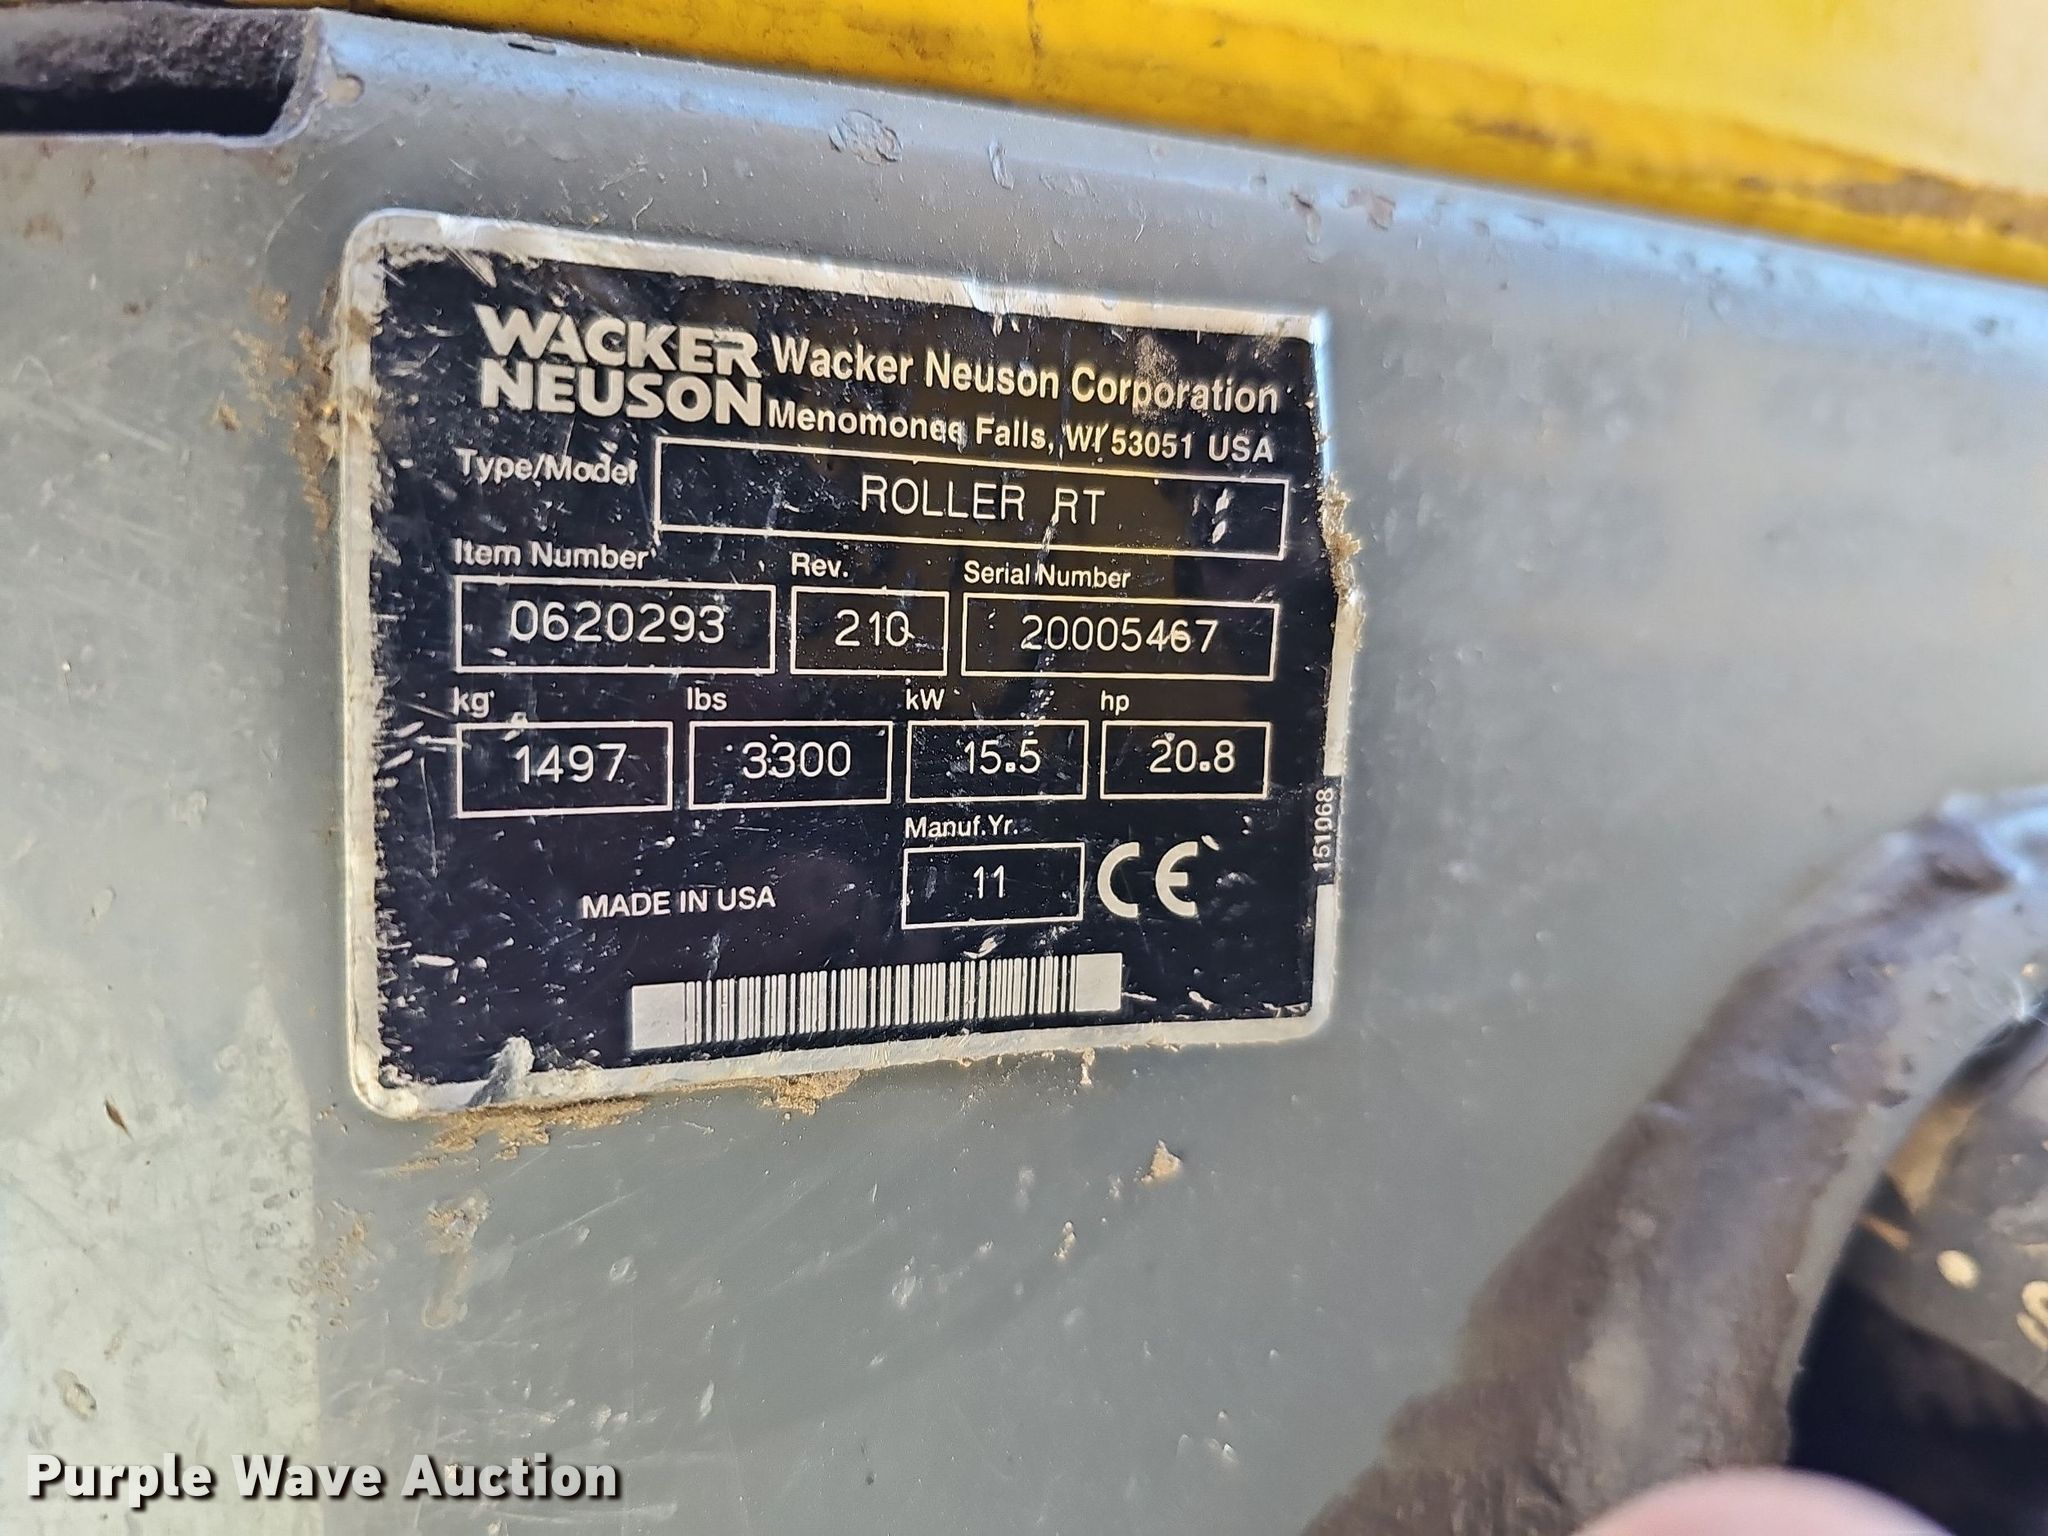 WACKER
NEUSON
Wacker Neuson Corporation
Menomonee Falls, WI 53051 USA
Type/Model
ROLLER RT
Item Number Rev. Serial Number
0620293 210 20005467
kg lbs kW hp
1497 3300 15.5 20.8
Manuf.Yr.
MADE IN USA 11 CE
151068
Purple Wave Auction